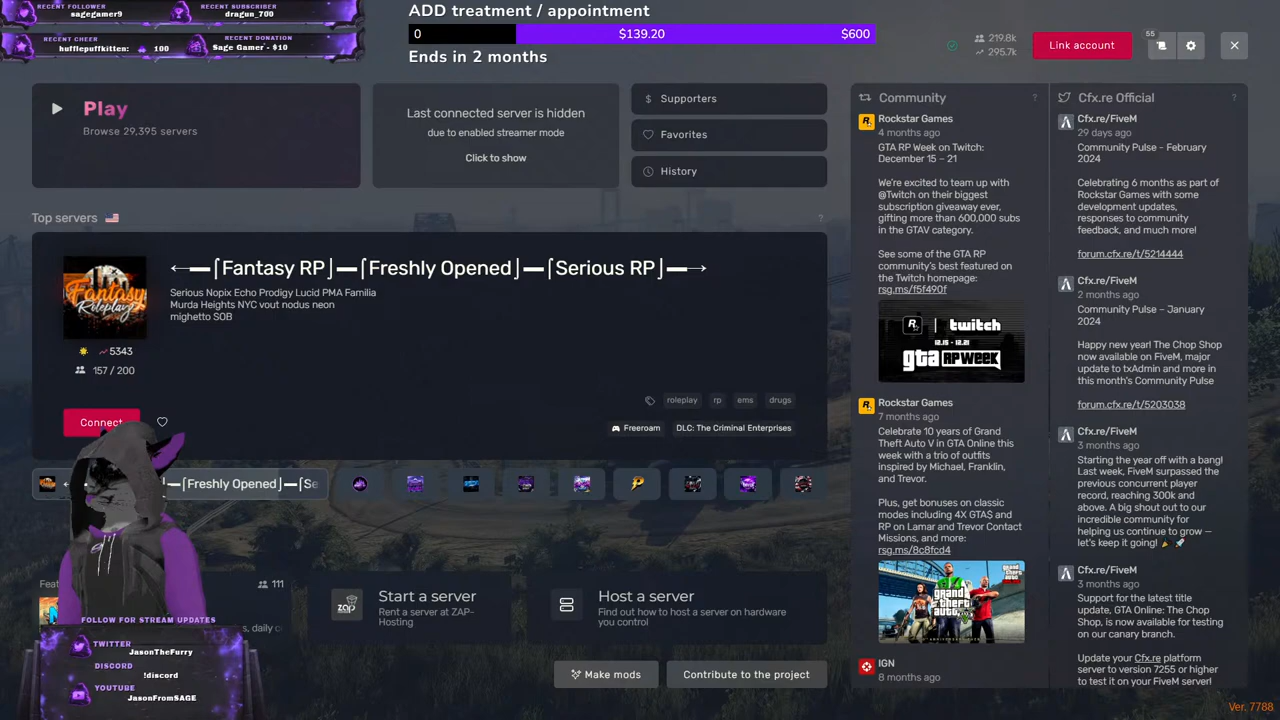 RECENT FOLLOWER
sagegamer9
RECENT SUBSCRIBER
dragun_700
RECENT CHEER
hufflepuffkitten: 100
RECENT DONATION
Sage Gamer - $10
ADD treatment / appointment
0 $139.20 $600
Ends in 2 months
219.8k
295.7k
Link account
55
Play
Browse 29,395 servers
Last connected server is hidden
due to enabled streamer mode
Click to show
Supporters
Favorites
History
Top servers
?
←▬⌠Fantasy RP⌡▬⌠Freshly Opened⌡▬⌠Serious RP⌡▬→
Serious Nopix Echo Prodigy Lucid PMA Familia
Murda Heights NYC vout nodus neon
mighetto SOB
Fantasy
Roleplay
5343
157 / 200
Connect
roleplay rp ems drugs
Freeroam DLC: The Criminal Enterprises
⌡▬⌠Freshly Opened⌡▬⌠Se
Feat
111
s, daily c
ZAP
Start a server
Rent a server at ZAP-
Hosting
Host a server
Find out how to host a server on hardware
you control
Make mods
Contribute to the project
FOLLOW FOR STREAM UPDATES
TWITTER
JasonTheFurry
DISCORD
!discord
YOUTUBE
JasonFromSAGE
Community ?
Rockstar Games
4 months ago
GTA RP Week on Twitch:
December 15 – 21
We're excited to team up with
@Twitch on their biggest
subscription giveaway ever,
gifting more than 600,000 subs
in the GTAV category.
See some of the GTA RP
community's best featured on
the Twitch homepage:
rsg.ms/f5f490f
R | twitch
12.15 - 12.21
gta RP WEEK
Rockstar Games
7 months ago
Celebrate 10 years of Grand
Theft Auto V in GTA Online this
week with a trio of outfits
inspired by Michael, Franklin,
and Trevor.
Plus, get bonuses on classic
modes including 4X GTA$ and
RP on Lamar and Trevor Contact
Missions, and more:
rsg.ms/8c8fcd4
grand
theft
auto
IGN
8 months ago
Cfx.re Official ?
Cfx.re/FiveM
29 days ago
Community Pulse - February
2024
Celebrating 6 months as part of
Rockstar Games with some
development updates,
responses to community
feedback, and much more!
forum.cfx.re/t/5214444
Cfx.re/FiveM
2 months ago
Community Pulse – January
2024
Happy new year! The Chop Shop
now available on FiveM, major
update to txAdmin and more in
this month's Community Pulse
forum.cfx.re/t/5203038
Cfx.re/FiveM
3 months ago
Starting the year off with a bang!
Last week, FiveM surpassed the
previous concurrent player
record, reaching 300k and
above. A big shout out to our
incredible community for
helping us continue to grow —
let's keep it going! 🎉 🚀
Cfx.re/FiveM
3 months ago
Support for the latest title
update, GTA Online: The Chop
Shop, is now available for testing
on our canary branch.
Update your Cfx.re platform
server to version 7255 or higher
to test it on your FiveM server!
Ver. 7788